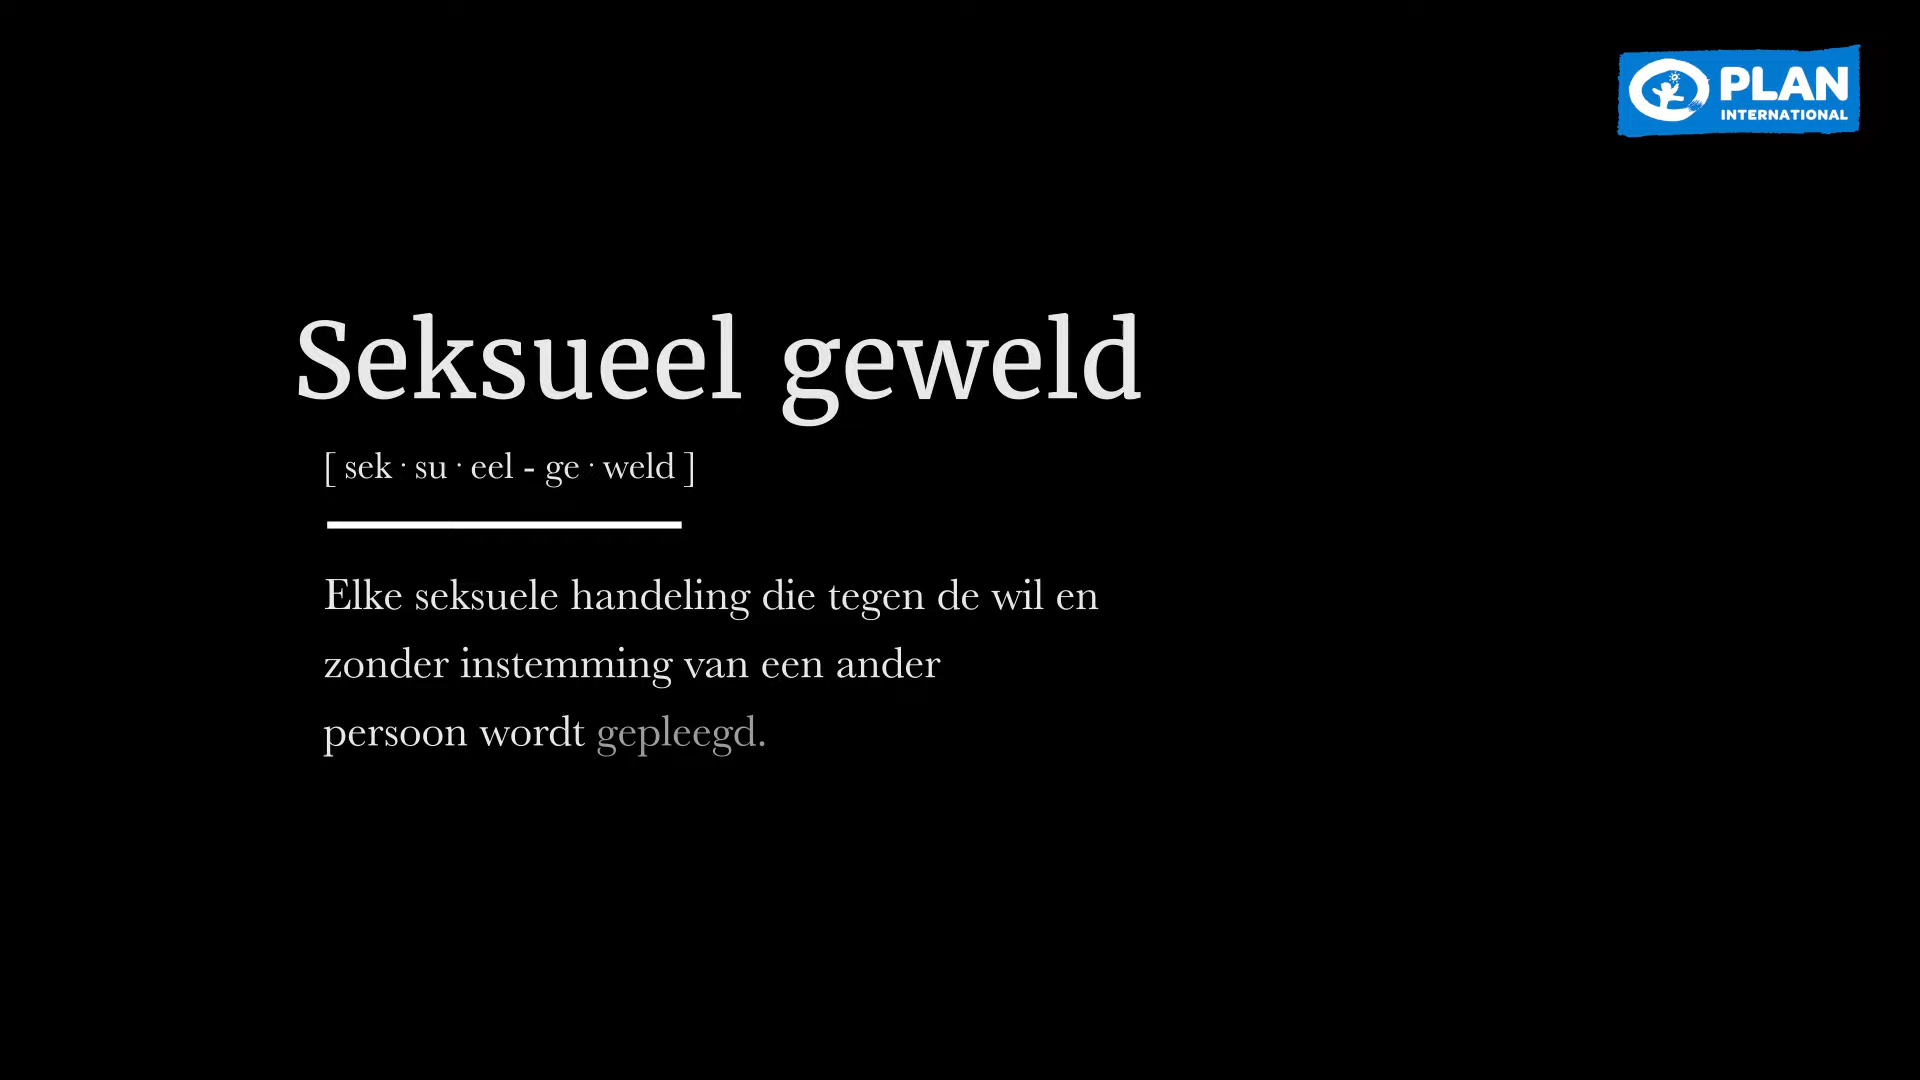 PLAN
INTERNATIONAL
Seksueel geweld
[ sek · su · eel - ge · weld ]
Elke seksuele handeling die tegen de wil en
zonder instemming van een ander
persoon wordt gepleegd.